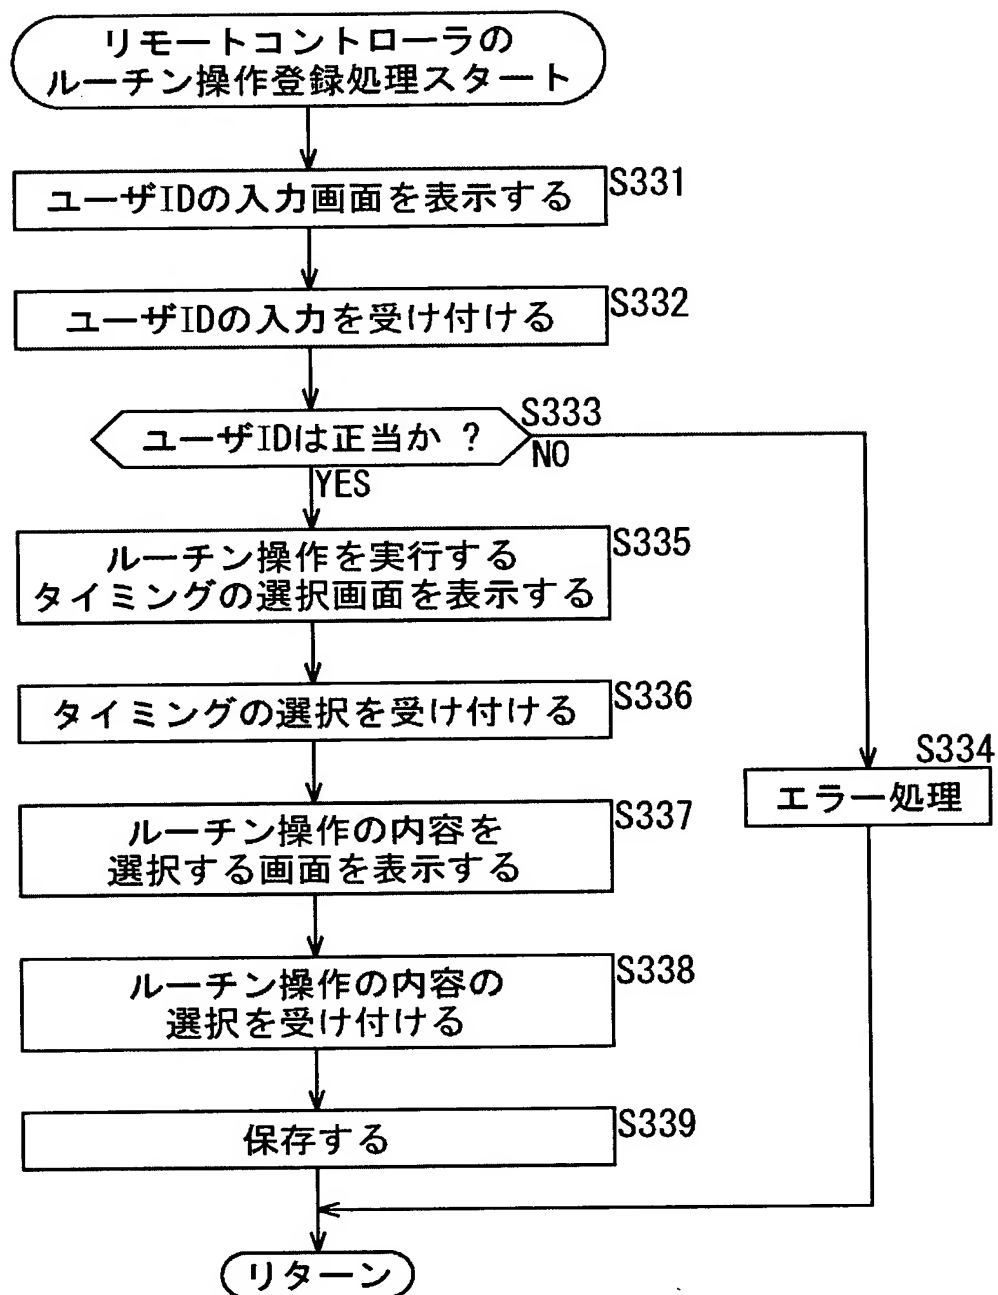 リモートコントローラの
ルーチン操作登録処理スタート
ユーザIDの入力画面を表示する
S331
ユーザIDの入力を受け付ける
S332
ユーザIDは正当か ?
S333
NO
YES
ルーチン操作を実行する
タイミングの選択画面を表示する
S335
タイミングの選択を受け付ける
S336
S334
エラー処理
ルーチン操作の内容を
選択する画面を表示する
S337
ルーチン操作の内容の
選択を受け付ける
S338
保存する
S339
リターン